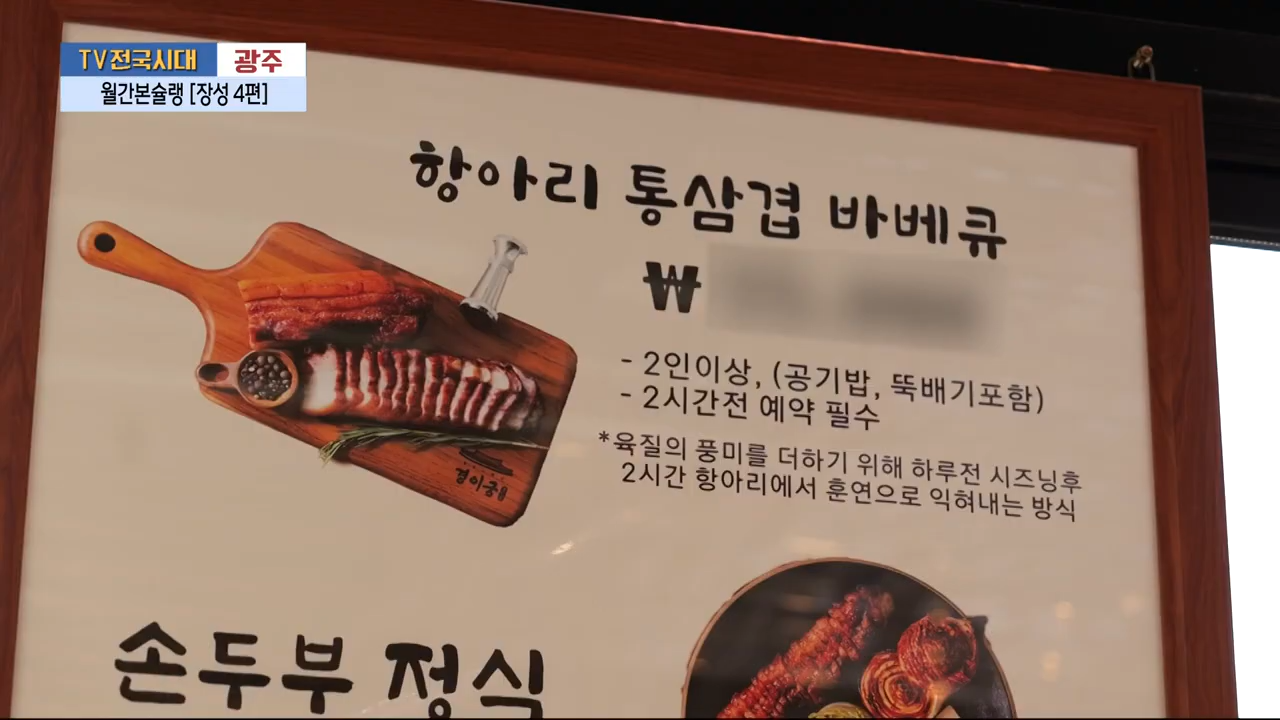 TV전국시대 광주
월간본슐랭 [장성 4편]
항아리 통삼겹 바베큐
₩
- 2인이상, (공기밥, 뚝배기포함)
- 2시간전 예약 필수
*육질의 풍미를 더하기 위해 하루전 시즈닝후
2시간 항아리에서 훈연으로 익혀내는 방식
손두부 정식